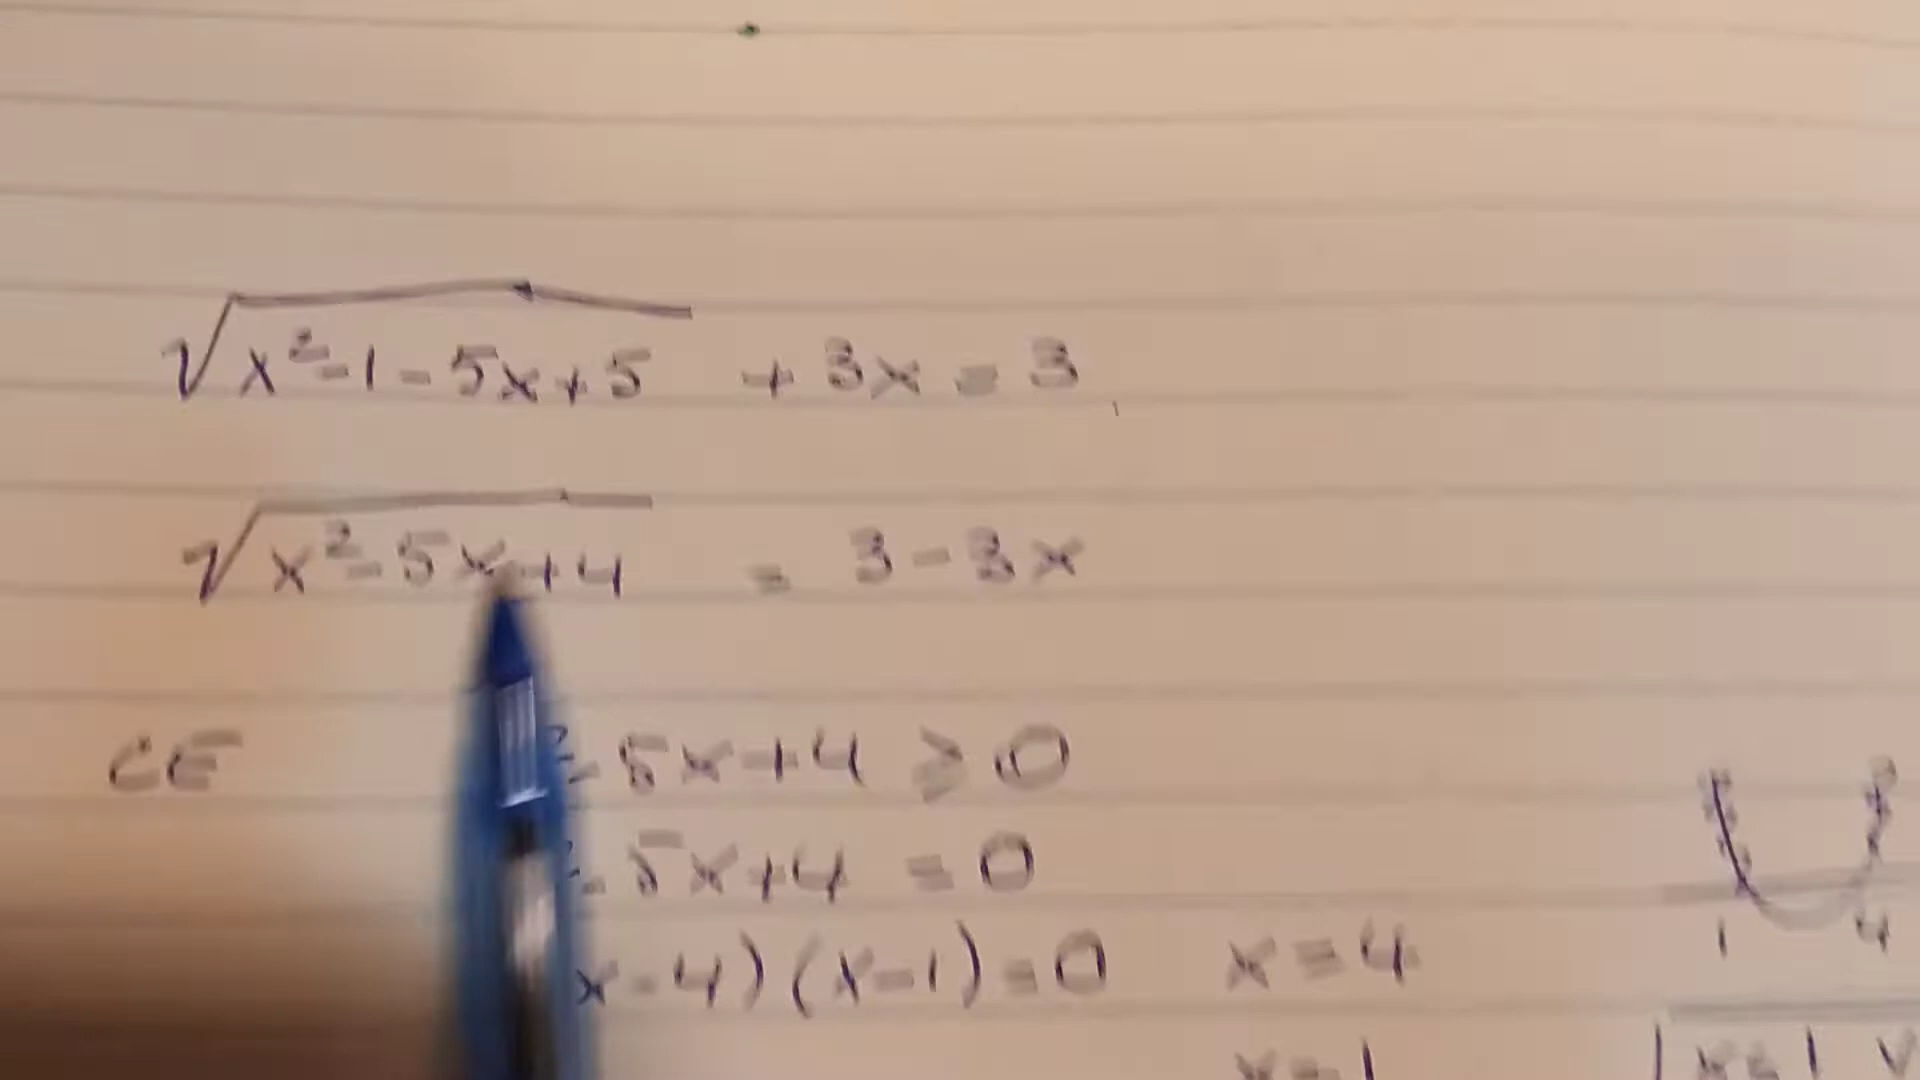 √x²-1-5x+5 + 3x = 3
√x²-5x+4 = 3-3x
CE
-5x+4 ≥ 0
-5x+4 = 0
x-4)(x-1)=0 x=4
1 4
x=1